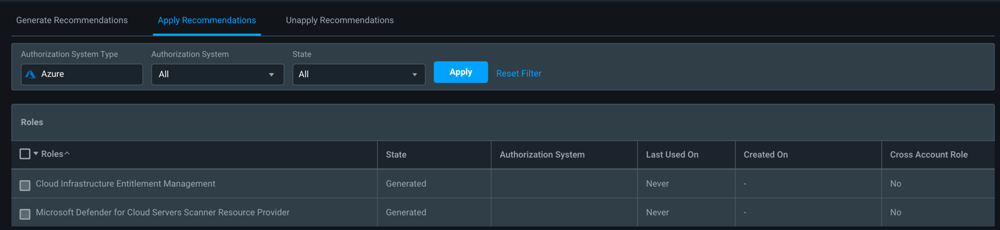 Generate Recommendations Apply Recommendations Unapply Recommendations
Authorization System Type Authorization System State
Azure All All Apply Reset Filter
Roles
Roles State Authorization System Last Used On Created On Cross Account Role
Cloud Infrastructure Entitlement Management Generated Never - No
Microsoft Defender for Cloud Servers Scanner Resource Provider Generated Never - No